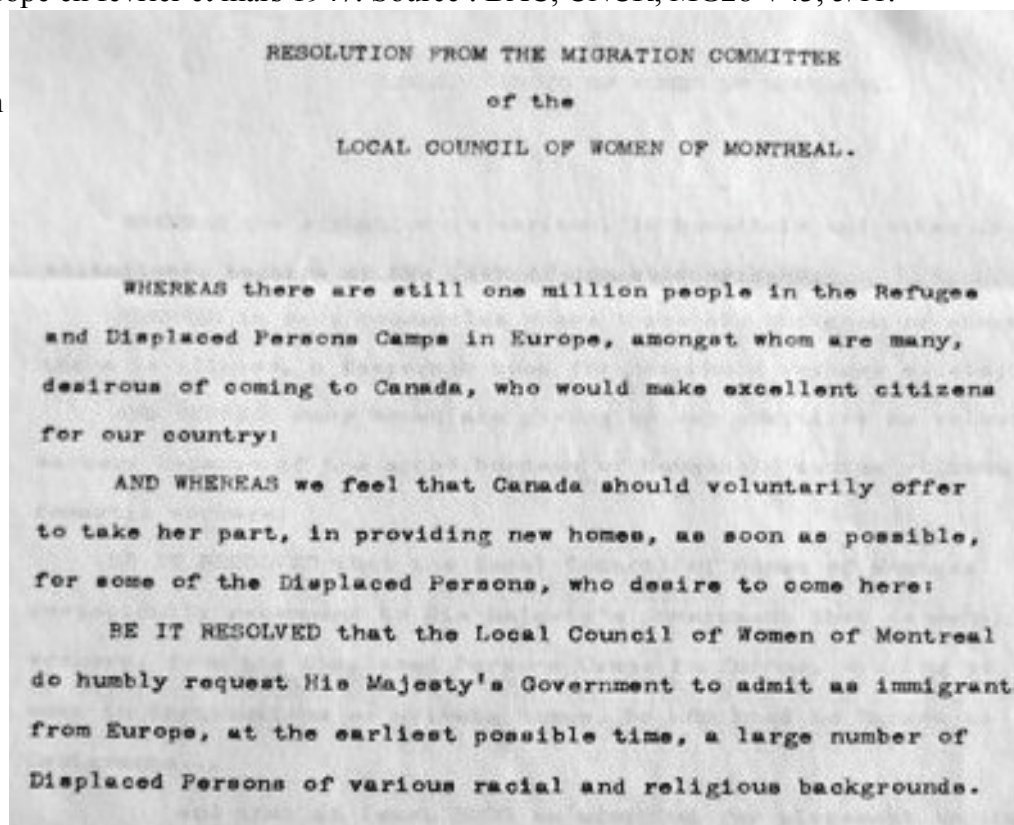 RESOLUTION FROM THE MIGRATION COMMITTEE
of the
LOCAL COUNCIL OF WOMEN OF MONTREAL.
WHEREAS there are still one million people in the Refugee
and Displaced Persons Camps in Europe, amongst whom are many,
desirous of coming to Canada, who would make excellent citizens
for our country:
AND WHEREAS we feel that Canada should voluntarily offer
to take her part, in providing new homes, as soon as possible,
for some of the Displaced Persons, who desire to come here:
BE IT RESOLVED that the Local Council of Women of Montreal
do humbly request His Majesty's Government to admit as immigrant
from Europe, at the earliest possible time, a large number of
Displaced Persons of various racial and religious backgrounds.